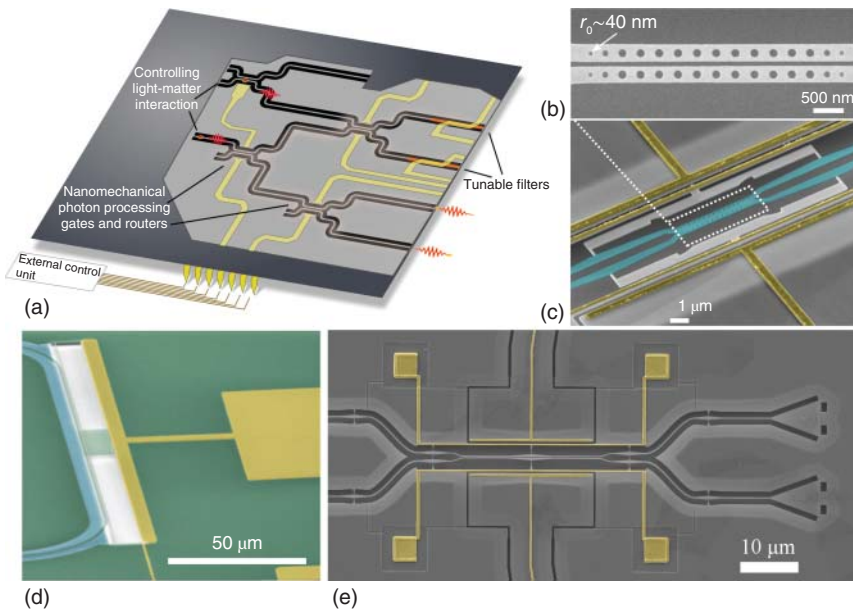 Controlling
light-matter
interaction
Nanomechanical
photon processing
gates and routers
Tunable filters
External control
unit
(a)
r₀~40 nm
500 nm
(b)
1 μm
(c)
50 μm
(d)
10 μm
(e)